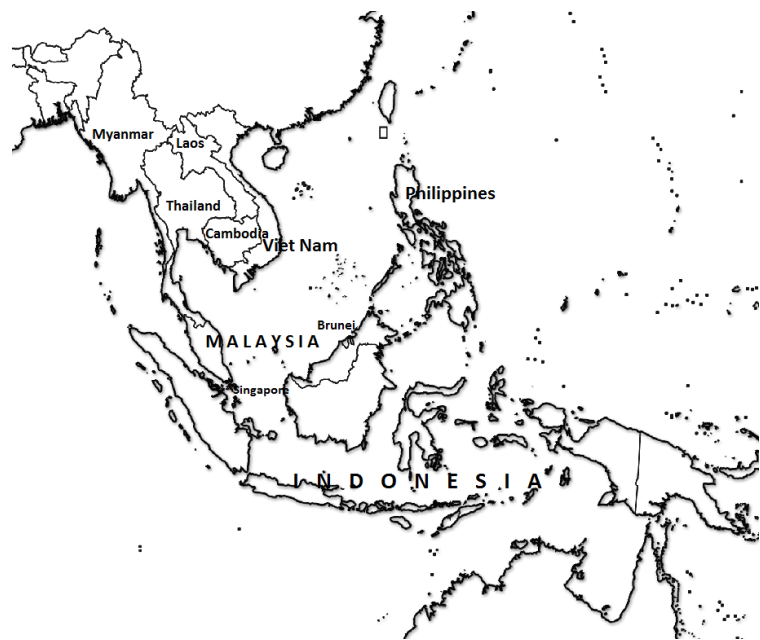 Myanmar
Laos
Philippines
Thailand
Cambodia
Viet Nam
Brunei
MALAYSIA
Singapore
INDONESIA